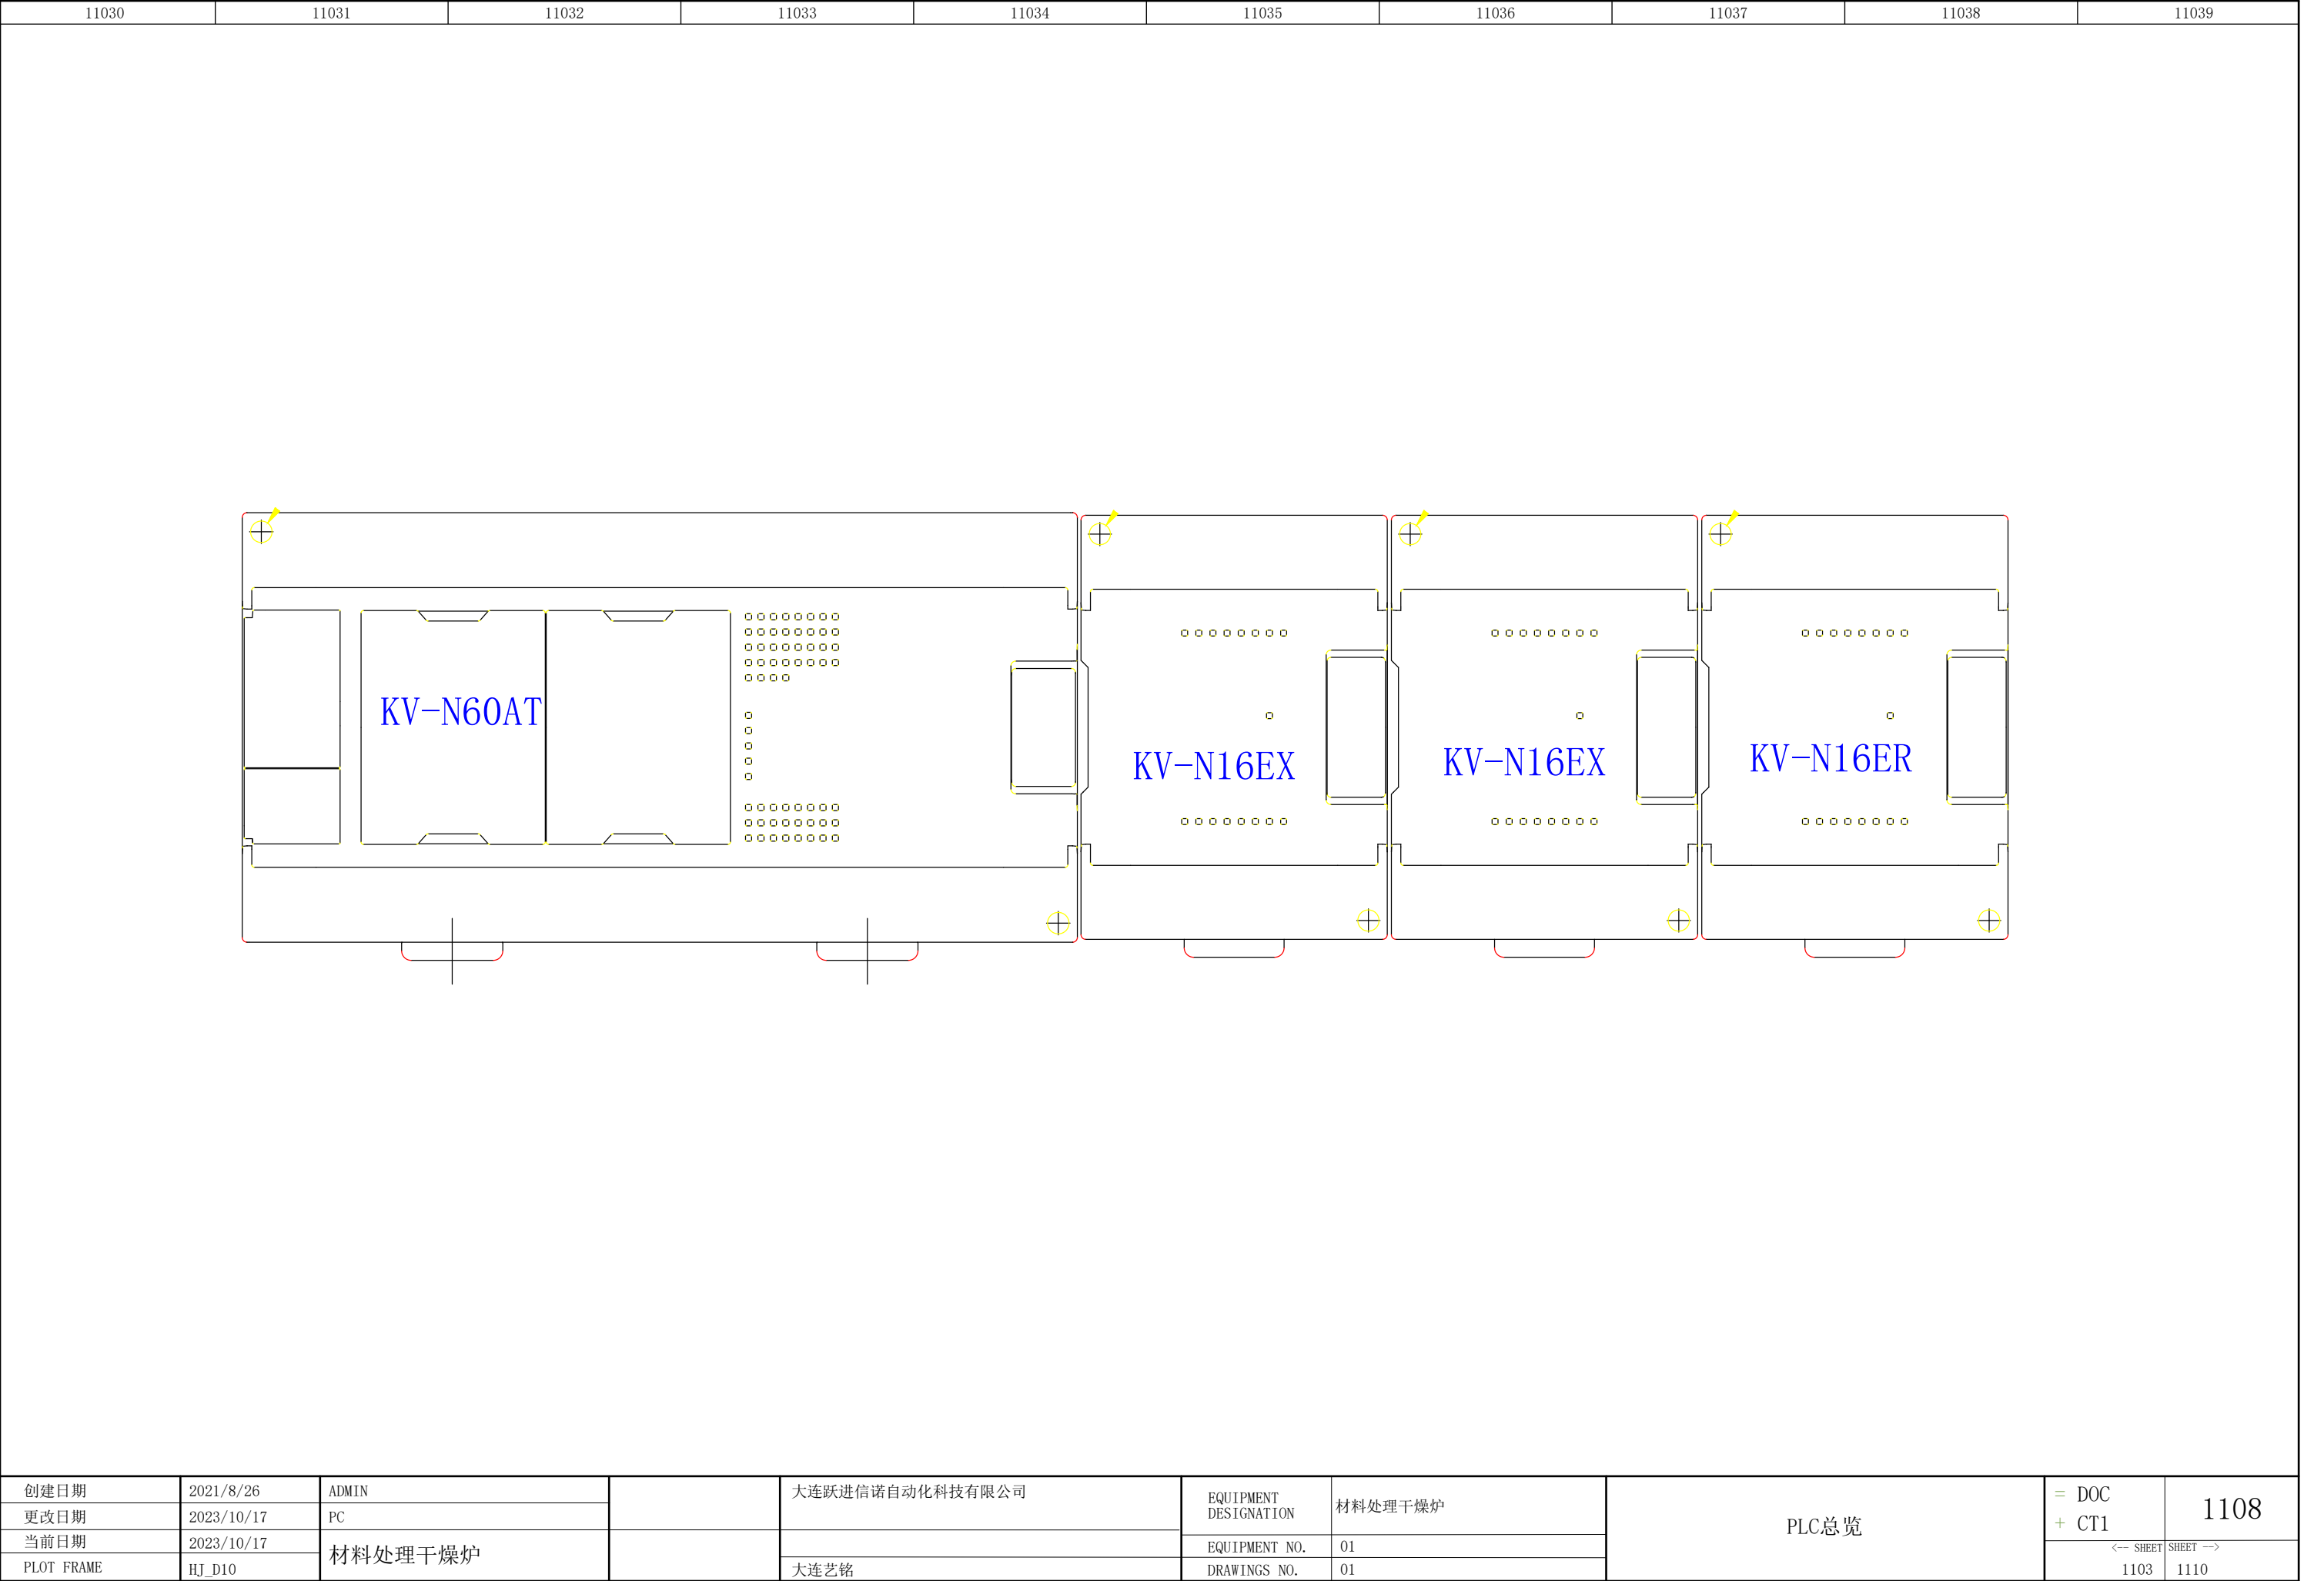 11030 11031 11032 11033 11034 11035 11036 11037 11038 11039
KV-N60AT
KV-N16EX
KV-N16EX
KV-N16ER
创建日期 2021/8/26 ADMIN
更改日期 2023/10/17 PC
当前日期 2023/10/17
PLOT FRAME HJ_D10
材料处理干燥炉
大连跃进信诺自动化科技有限公司
大连艺铭
EQUIPMENT
DESIGNATION
材料处理干燥炉
EQUIPMENT NO. 01
DRAWINGS NO. 01
PLC总览
= DOC
+ CT1
1108
<-- SHEET SHEET -->
1103 1110